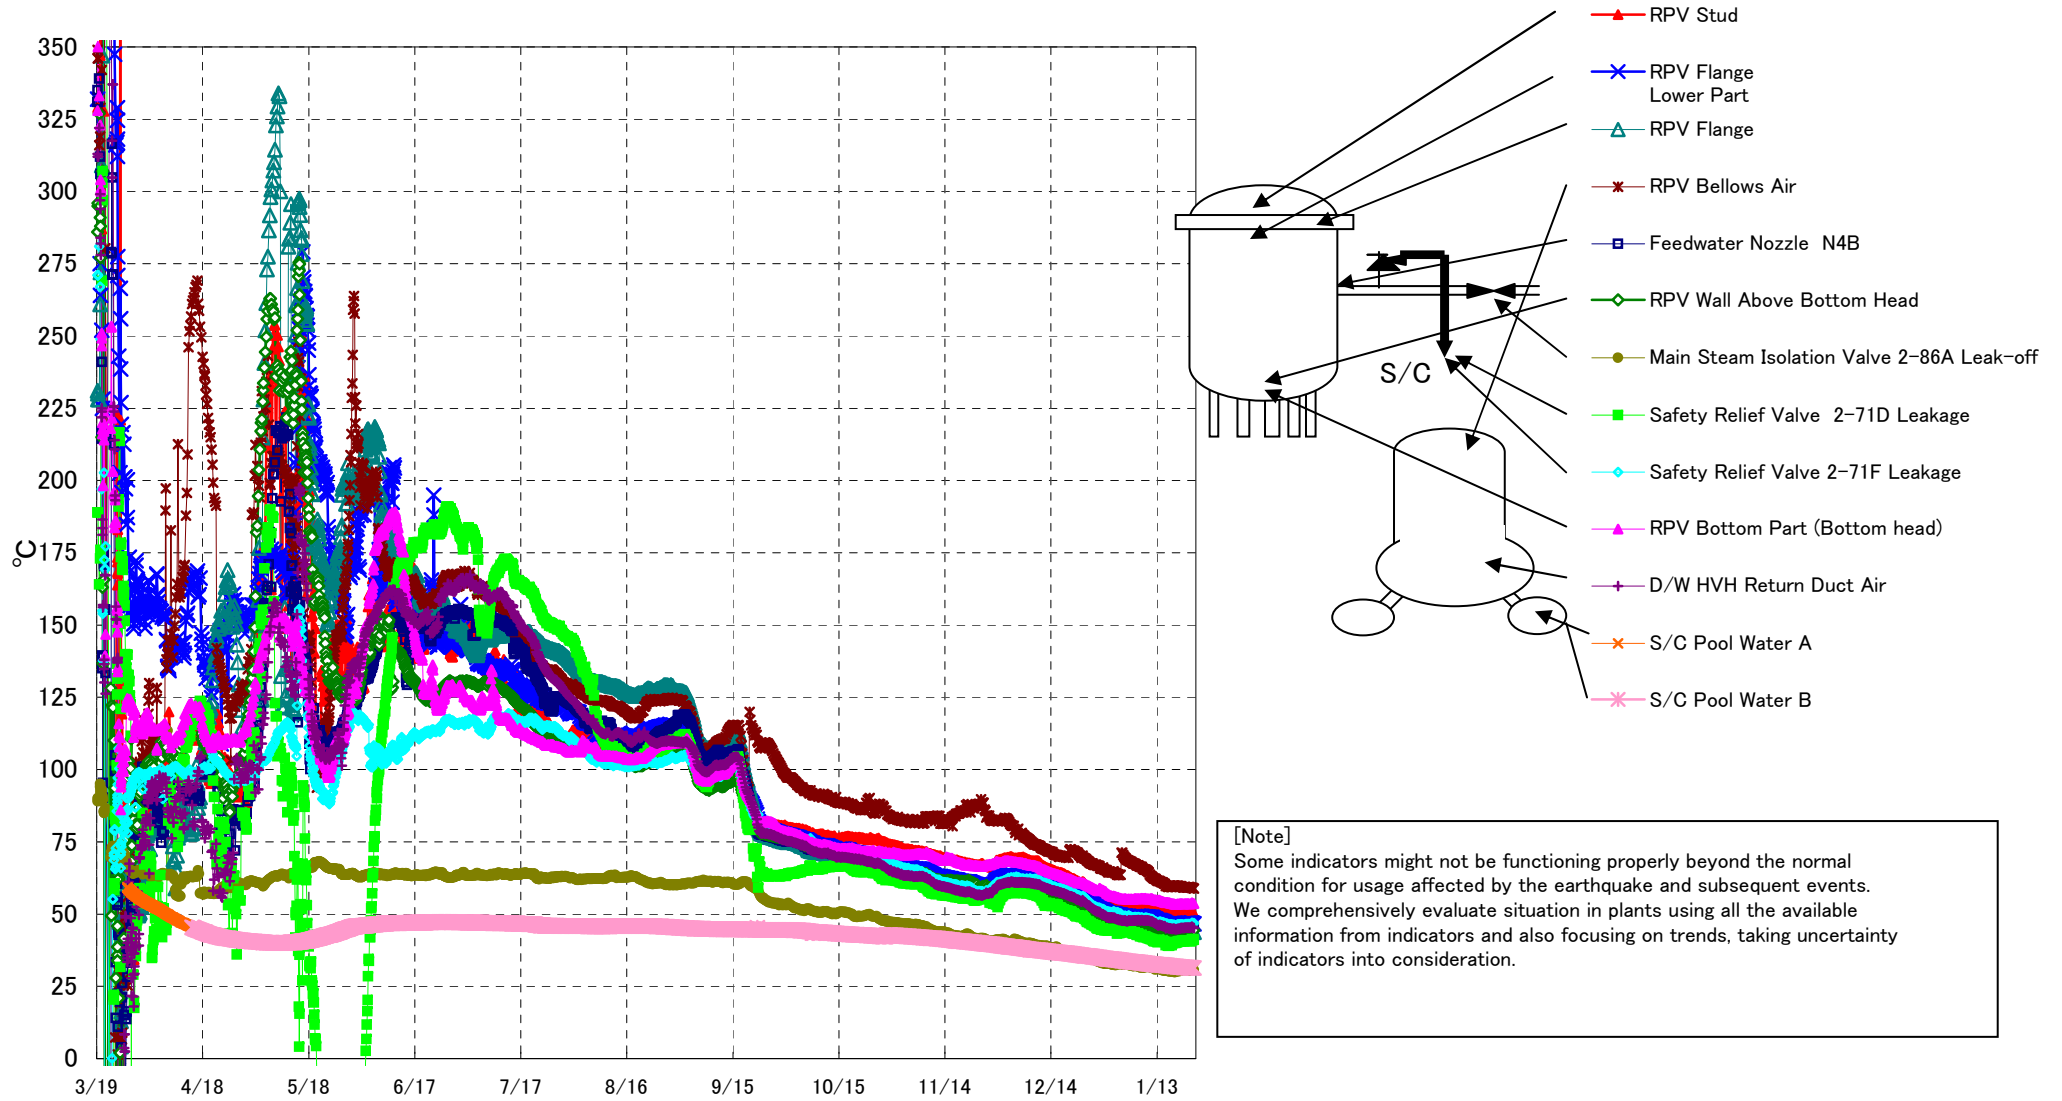 350
325
300
275
250
225
200
175
150
125
100
75
50
25
0
℃
3/19 4/18 5/18 6/17 7/17 8/16 9/15 10/15 11/14 12/14 1/13
RPV Stud
RPV Flange
Lower Part
RPV Flange
RPV Bellows Air
Feedwater Nozzle N4B
RPV Wall Above Bottom Head
Main Steam Isolation Valve 2-86A Leak-off
Safety Relief Valve 2-71D Leakage
Safety Relief Valve 2-71F Leakage
RPV Bottom Part (Bottom head)
D/W HVH Return Duct Air
S/C Pool Water A
S/C Pool Water B
S/C
[Note]
Some indicators might not be functioning properly beyond the normal
condition for usage affected by the earthquake and subsequent events.
We comprehensively evaluate situation in plants using all the available
information from indicators and also focusing on trends, taking uncertainty
of indicators into consideration.